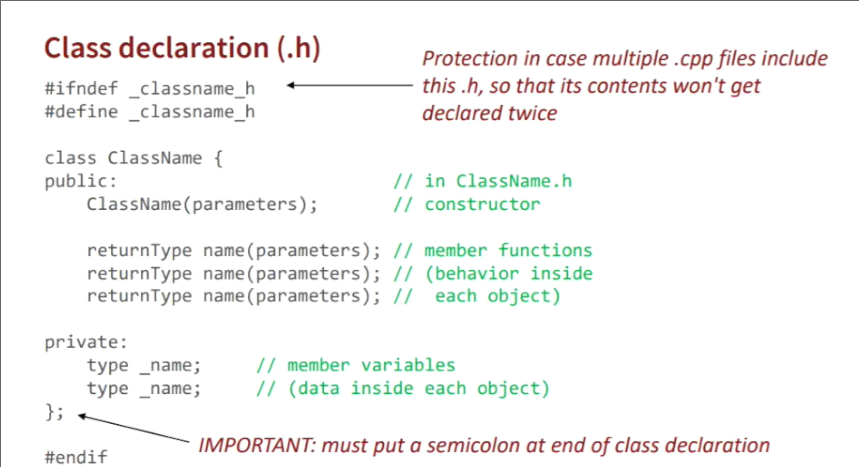 Class declaration (.h)
Protection in case multiple .cpp files include
this .h, so that its contents won't get
declared twice
#ifndef _classname_h
#define _classname_h
class ClassName {
public: // in ClassName.h
ClassName(parameters); // constructor
returnType name(parameters); // member functions
returnType name(parameters); // (behavior inside
returnType name(parameters); // each object)
private:
type _name; // member variables
type _name; // (data inside each object)
};
IMPORTANT: must put a semicolon at end of class declaration
#endif